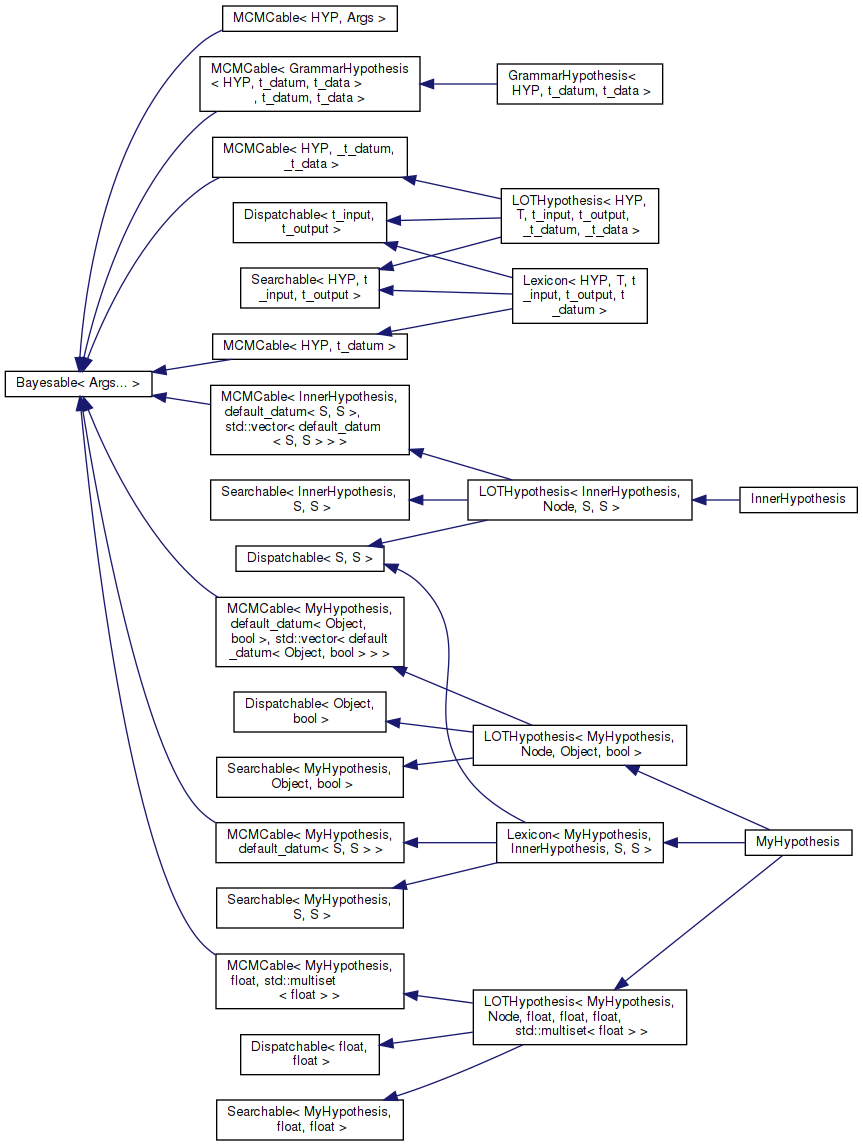 MCMCable< HYP, Args >
MCMCable< GrammarHypothesis
< HYP, t_datum, t_data >
, t_datum, t_data >
GrammarHypothesis<
HYP, t_datum, t_data >
MCMCable< HYP, _t_datum,
_t_data >
LOTHypothesis< HYP,
T, t_input, t_output,
_t_datum, _t_data >
Dispatchable< t_input,
t_output >
Searchable< HYP, t
_input, t_output >
Lexicon< HYP, T, t
_input, t_output, t
_datum >
MCMCable< HYP, t_datum >
Bayesable< Args... >
MCMCable< InnerHypothesis,
default_datum< S, S >,
std::vector< default_datum
< S, S > > >
Searchable< InnerHypothesis,
S, S >
LOTHypothesis< InnerHypothesis,
Node, S, S >
InnerHypothesis
Dispatchable< S, S >
MCMCable< MyHypothesis,
default_datum< Object,
bool >, std::vector< default
_datum< Object, bool > > >
Dispatchable< Object,
bool >
LOTHypothesis< MyHypothesis,
Node, Object, bool >
Searchable< MyHypothesis,
Object, bool >
MCMCable< MyHypothesis,
default_datum< S, S > >
Lexicon< MyHypothesis,
InnerHypothesis, S, S >
MyHypothesis
Searchable< MyHypothesis,
S, S >
MCMCable< MyHypothesis,
float, std::multiset
< float > >
LOTHypothesis< MyHypothesis,
Node, float, float, float,
std::multiset< float > >
Dispatchable< float,
float >
Searchable< MyHypothesis,
float, float >